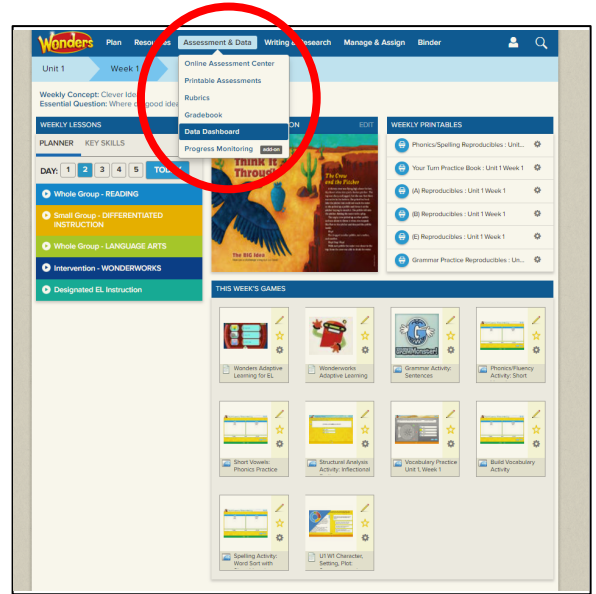 Wonders Plan Resources Assessment & Data Writing & Research Manage & Assign Binder
Unit 1 Week 1
Online Assessment Center
Printable Assessments
Rubrics
Gradebook
Data Dashboard
Progress Monitoring add-on
Weekly Concept: Clever Ide
Essential Question: Where do good idea
WEEKLY LESSONS
PLANNER KEY SKILLS
DAY: 1 2 3 4 5 TO
Whole Group - READING
Small Group - DIFFERENTIATED
INSTRUCTION
Whole Group - LANGUAGE ARTS
Intervention - WONDERWORKS
Designated EL Instruction
ON EDIT
Think It
Throug
The Crow
and the Pitcher
The BIG Idea
WEEKLY PRINTABLES
Phonics/Spelling Reproducibles : Unit...
Your Turn Practice Book : Unit 1 Week 1
(A) Reproducibles : Unit 1 Week 1
(B) Reproducibles : Unit 1 Week 1
(E) Reproducibles : Unit 1 Week 1
Grammar Practice Reproducibles : Un...
THIS WEEK'S GAMES
Wonders Adaptive
Learning for EL
Wonderworks
Adaptive Learning
Grammar Activity:
Sentences
Phonics/Fluency
Activity: Short
Short Vowels:
Phonics Practice
Structural Analysis
Activity: Inflectional
Vocabulary Practice
Unit 1, Week 1
Build Vocabulary
Activity
Spelling Activity:
Word Sort with
U1 W1 Character,
Setting, Plot: